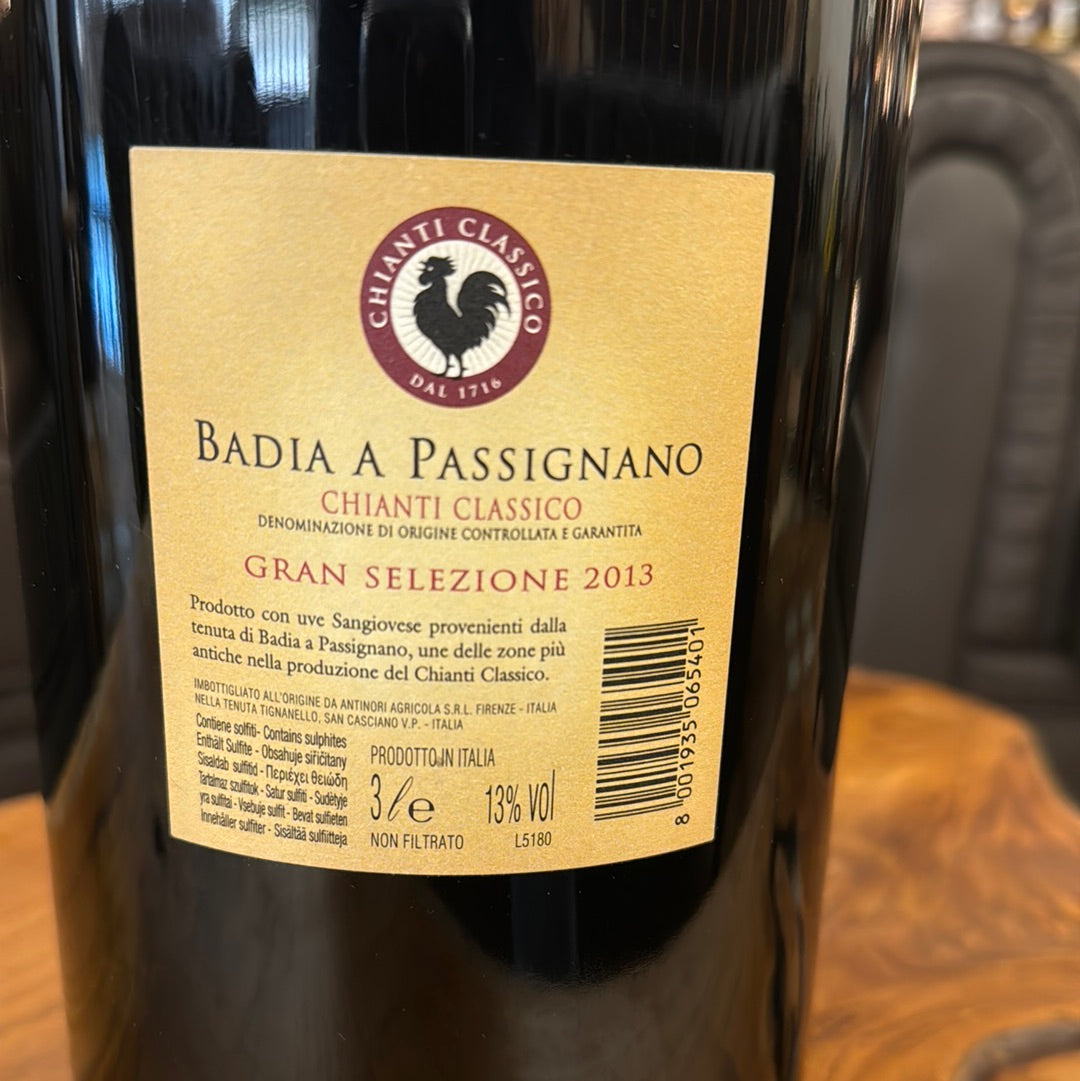 CHIANTI CLASSICO
DAL 1716
BADIA A PASSIGNANO
CHIANTI CLASSICO
DENOMINAZIONE DI ORIGINE CONTROLLATA E GARANTITA
GRAN SELEZIONE 2013
Prodotto con uve Sangiovese provenienti dalla
tenuta di Badia a Passignano, une delle zone più
antiche nella produzione del Chianti Classico.
IMBOTTIGLIATO ALL'ORIGINE DA ANTINORI AGRICOLA S.R.L. FIRENZE - ITALIA
NELLA TENUTA TIGNANELLO, SAN CASCIANO V.P. - ITALIA
Contiene solfiti - Contains sulphites
Enthält Sulfite - Obsahuje siřičitany
Sisaldab sulfitid - Περιέχει θειώδη
Tartalmaz szulfitok - Satur sulfiti - Sudėtyje
yra sulfitai - Vsebuje sulfit - Bevat sulfieten
Innehåller sulfiter - Sisältää sulfiitteja
PRODOTTO IN ITALIA
3 ℓ e 13% vol
NON FILTRATO L5180
8 001935 065401